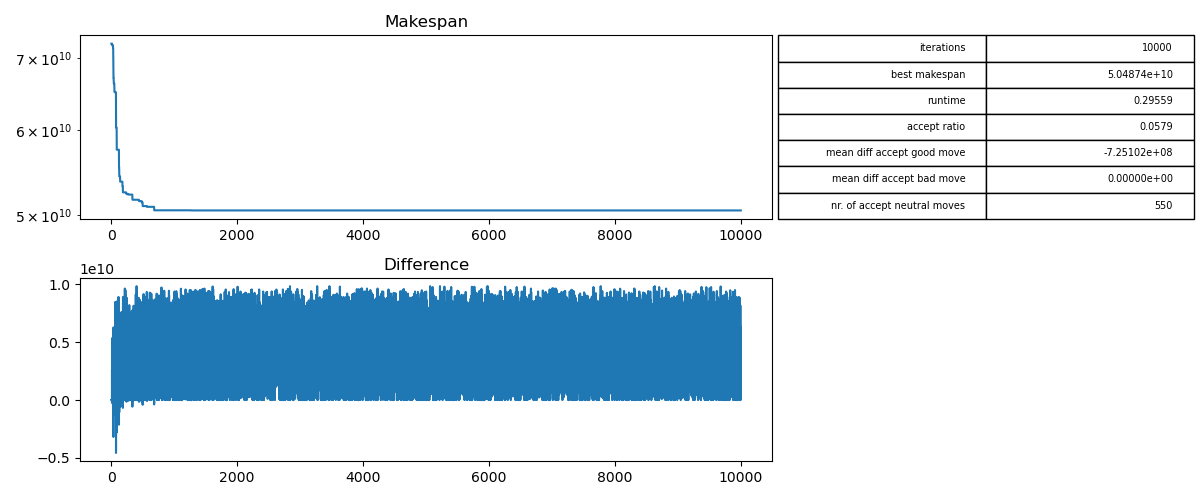 Makespan
7 × 10^10
6 × 10^10
5 × 10^10
0 2000 4000 6000 8000 10000
iterations 10000
best makespan 5.04874e+10
runtime 0.29559
accept ratio 0.0579
mean diff accept good move -7.25102e+08
mean diff accept bad move 0.00000e+00
nr. of accept neutral moves 550
Difference
1e10
1.0
0.5
0.0
−0.5
0 2000 4000 6000 8000 10000